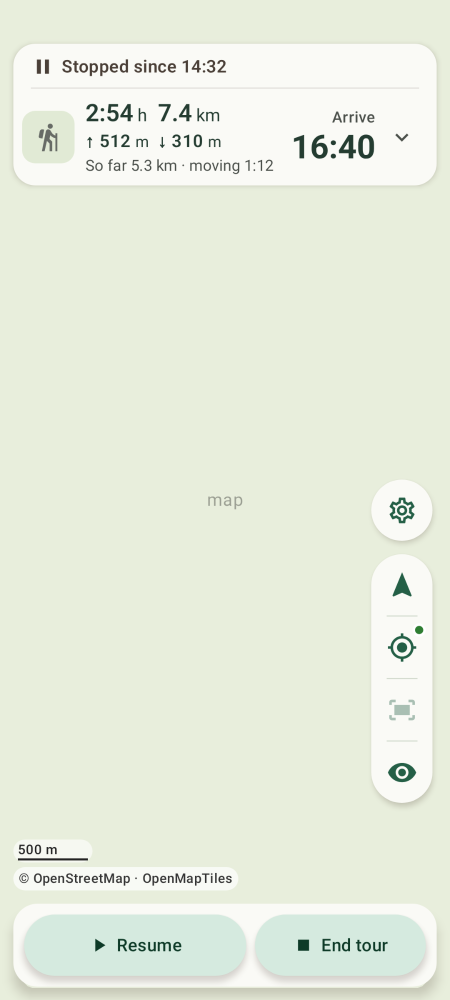 Stopped since 14:32
2:54 h 7.4 km
↑ 512 m ↓ 310 m
So far 5.3 km · moving 1:12
Arrive
16:40
map
500 m
© OpenStreetMap · OpenMapTiles
Resume
End tour